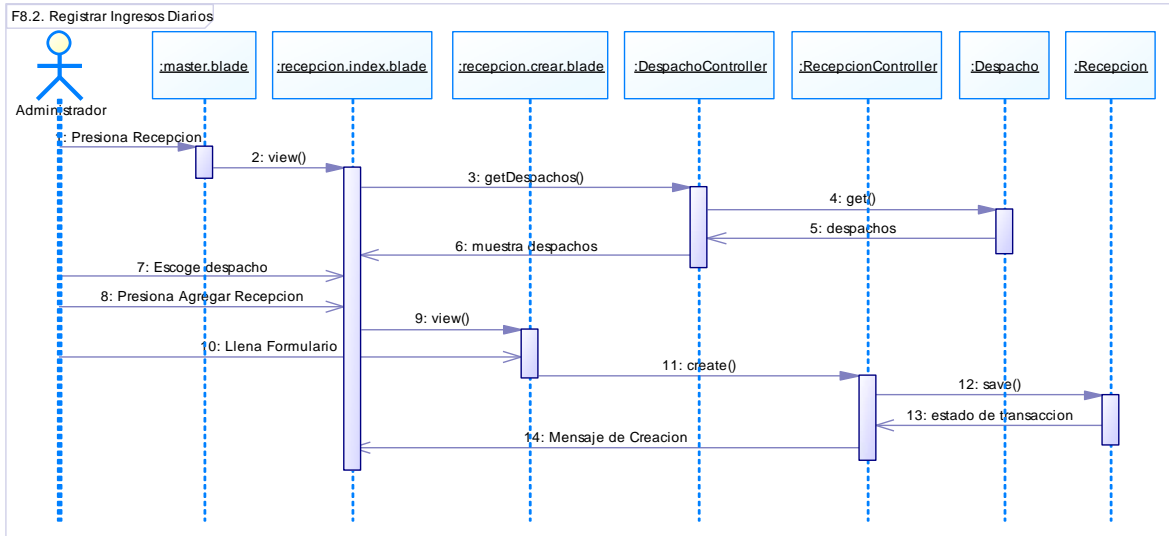 F8.2. Registrar Ingresos Diarios
:master.blade
:recepcion.index.blade
:recepcion.crear.blade
:DespachoController
:RecepcionController
:Despacho
:Recepcion
Administrador
1: Presiona Recepcion
2: view()
3: getDespachos()
4: get()
5: despachos
6: muestra despachos
7: Escoge despacho
8: Presiona Agregar Recepcion
9: view()
10: Llena Formulario
11: create()
12: save()
13: estado de transaccion
14: Mensaje de Creacion